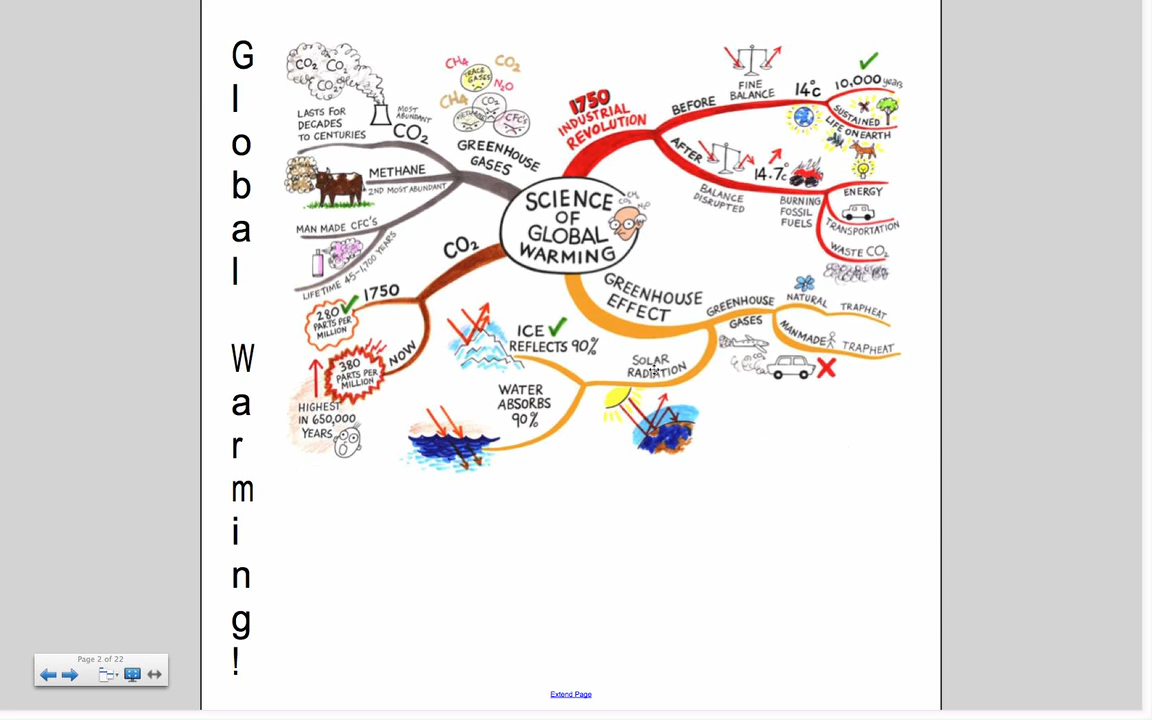 Global Warming!
SCIENCE
OF
GLOBAL
WARMING
CH4
CO2
N2O
1750
INDUSTRIAL
REVOLUTION
BEFORE
FINE
BALANCE
14°C
10,000 years
SUSTAINED
LIFE ON EARTH
AFTER
BALANCE
DISRUPTED
14.7°C
BURNING
FOSSIL
FUELS
ENERGY
TRANSPORTATION
WASTE CO2
GREENHOUSE
EFFECT
GREENHOUSE
GASES
NATURAL
TRAPHEAT
MANMADE
TRAPHEAT
SOLAR
RADIATION
ICE
REFLECTS 90%
WATER
ABSORBS
90%
CO2
1750
280
PARTS PER
MILLION
NOW
380
PARTS PER
MILLION
HIGHEST
IN 650,000
YEARS
GREENHOUSE
GASES
CH4
CO2
TRACE
GASES
N2O
CH4
CO2
METHANE
CFC's
CO2
CO2
CO2
MOST
ABUNDANT
CO2
LASTS FOR
DECADES
TO CENTURIES
METHANE
2ND MOST ABUNDANT
MAN MADE CFC's
LIFETIME 45-1,700 YEARS
Page 2 of 22
Extend Page